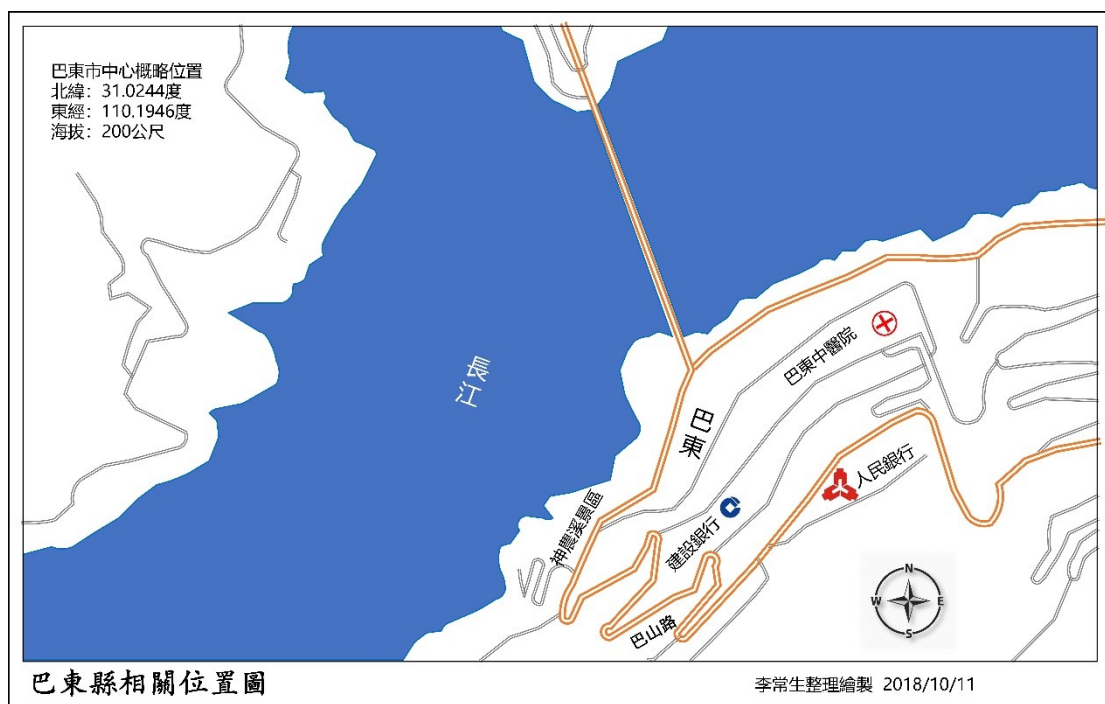 巴東市中心概略位置
北緯：31.0244度
東經：110.1946度
海拔：200公尺
長江
巴東中醫院
巴東
人民銀行
神農溪景區
建設銀行
巴山路
N
W
E
S
巴東縣相關位置圖
李常生整理繪製 2018/10/11